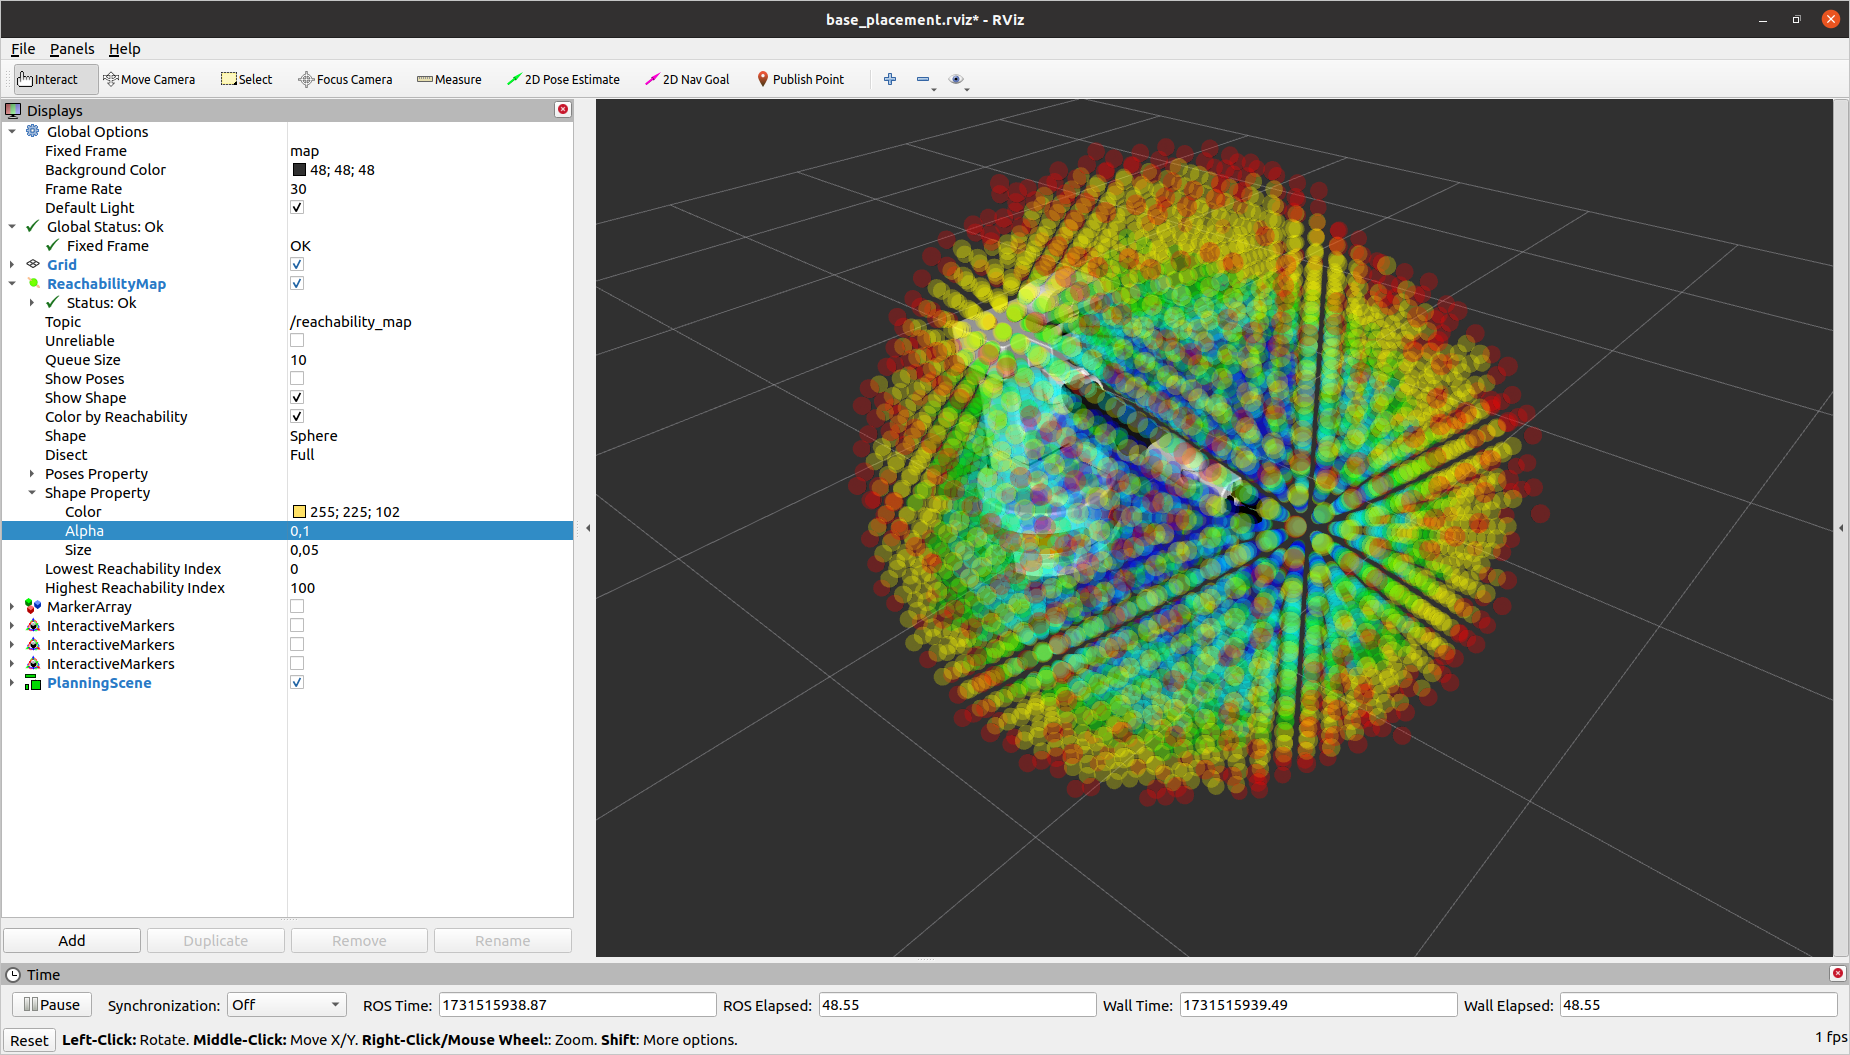 base_placement.rviz* - RViz
File Panels Help
Interact Move Camera Select Focus Camera Measure 2D Pose Estimate 2D Nav Goal Publish Point
Displays
Global Options
Fixed Frame map
Background Color 48; 48; 48
Frame Rate 30
Default Light
Global Status: Ok
Fixed Frame OK
Grid
ReachabilityMap
Status: Ok
Topic /reachability_map
Unreliable
Queue Size 10
Show Poses
Show Shape
Color by Reachability
Shape Sphere
Disect Full
Poses Property
Shape Property
Color 255; 225; 102
Alpha 0,1
Size 0,05
Lowest Reachability Index 0
Highest Reachability Index 100
MarkerArray
InteractiveMarkers
InteractiveMarkers
InteractiveMarkers
PlanningScene
Add Duplicate Remove Rename
Time
Pause Synchronization: Off ROS Time: 1731515938.87 ROS Elapsed: 48.55 Wall Time: 1731515939.49 Wall Elapsed: 48.55
Reset Left-Click: Rotate. Middle-Click: Move X/Y. Right-Click/Mouse Wheel:: Zoom. Shift: More options. 1 fps